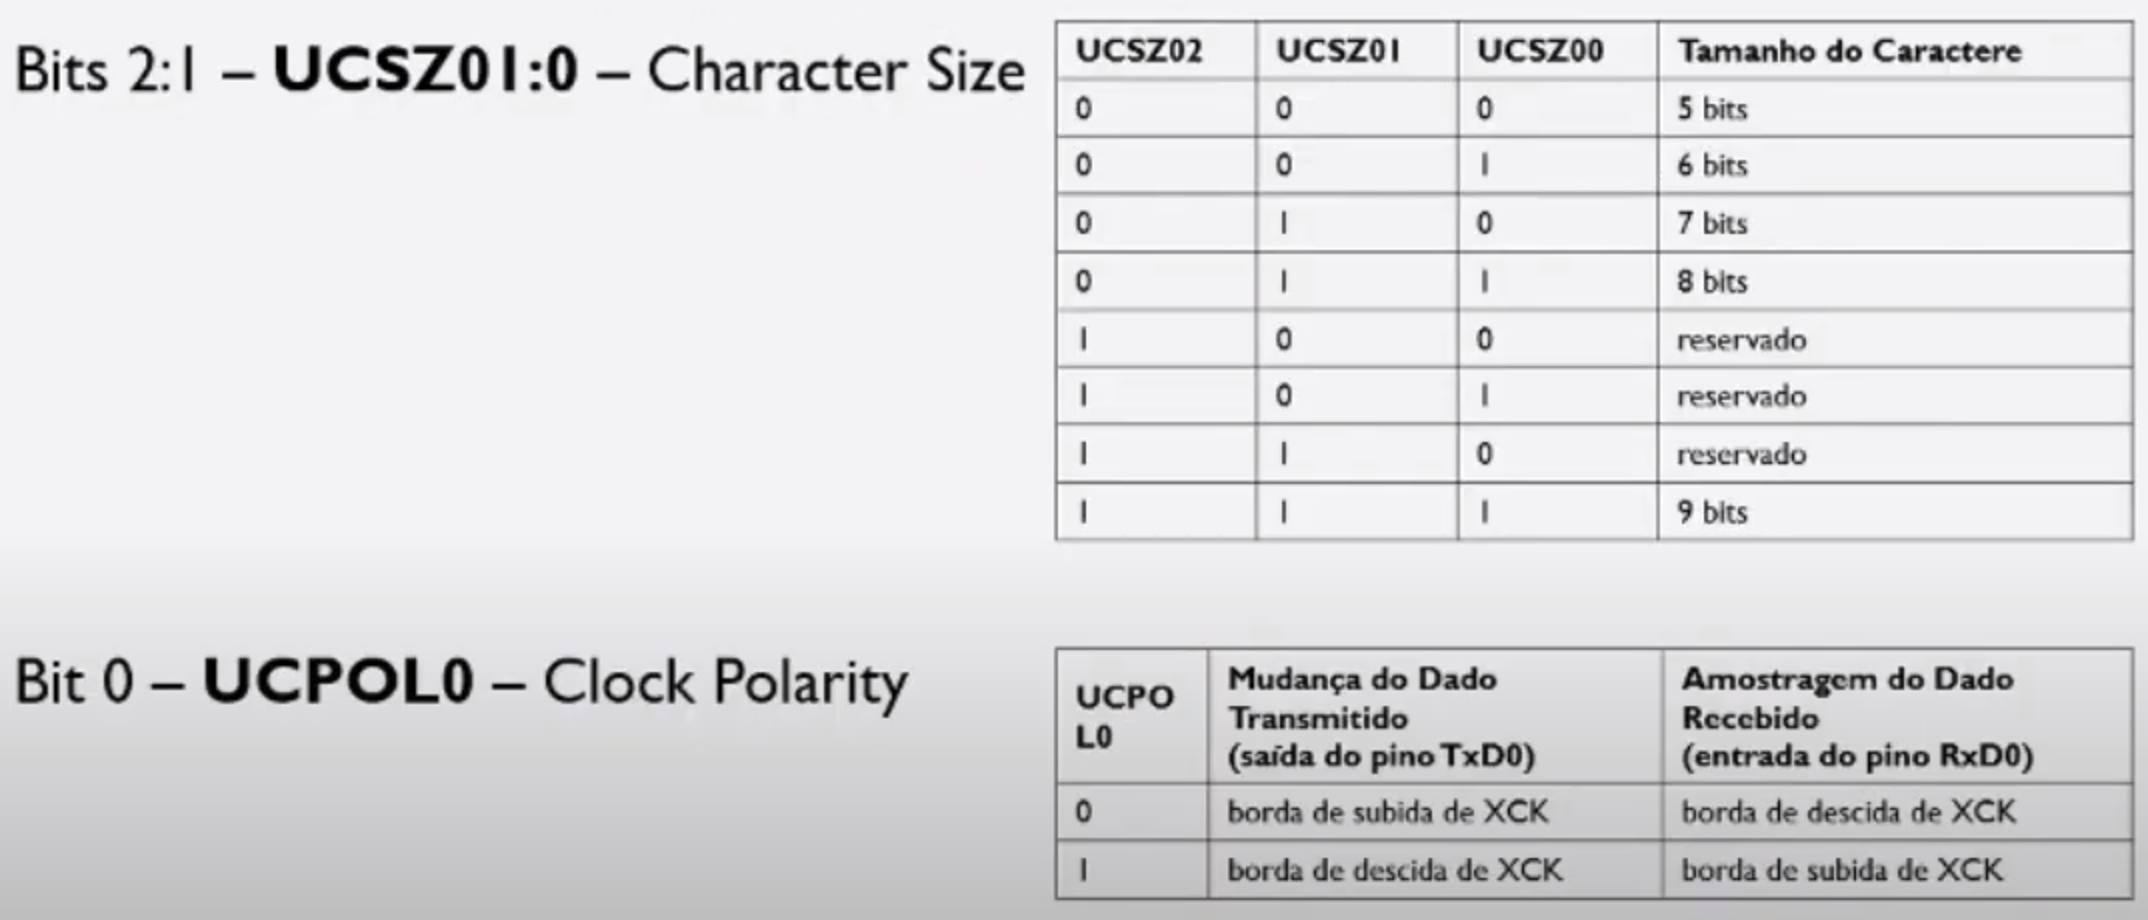 Bits 2:1 – UCSZ01:0 – Character Size
UCSZ02 UCSZ01 UCSZ00 Tamanho do Caractere
0 0 0 5 bits
0 0 1 6 bits
0 1 0 7 bits
0 1 1 8 bits
1 0 0 reservado
1 0 1 reservado
1 1 0 reservado
1 1 1 9 bits
Bit 0 – UCPOL0 – Clock Polarity
UCPO
L0
Mudança do Dado
Transmitido
(saída do pino TxD0)
Amostragem do Dado
Recebido
(entrada do pino RxD0)
0 borda de subida de XCK borda de descida de XCK
1 borda de descida de XCK borda de subida de XCK